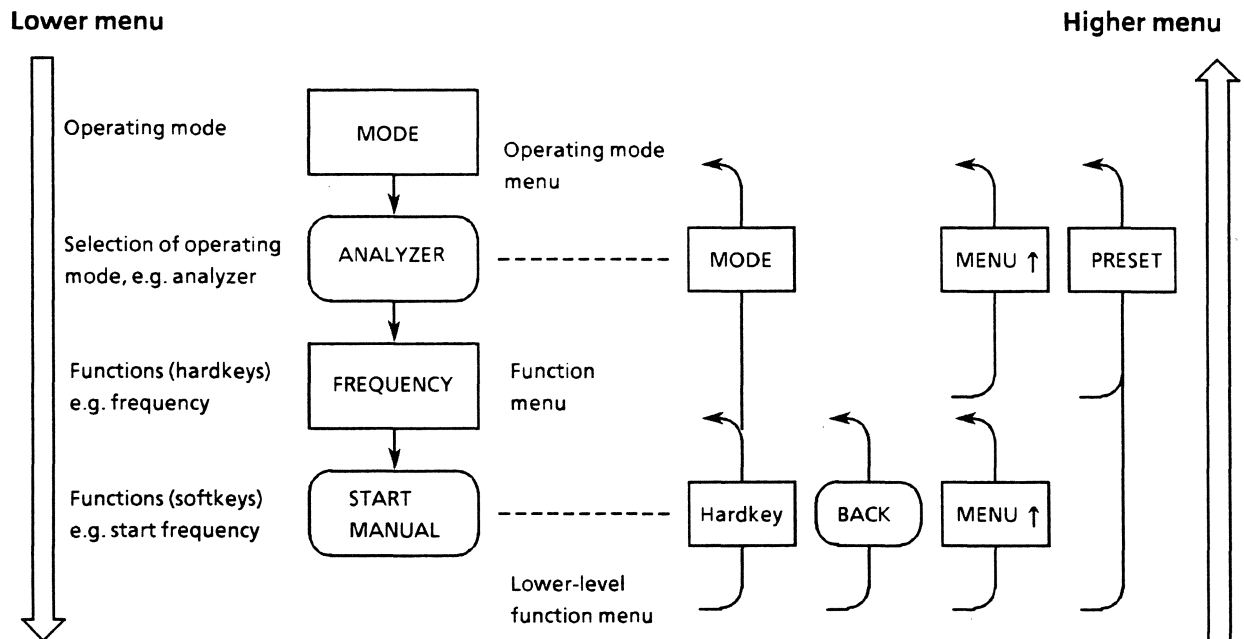 Lower menu
Higher menu
Operating mode
MODE
Operating mode
menu
Selection of operating
mode, e.g. analyzer
ANALYZER
MODE
MENU ↑
PRESET
Functions (hardkeys)
e.g. frequency
FREQUENCY
Function
menu
Functions (softkeys)
e.g. start frequency
START
MANUAL
Hardkey
BACK
MENU ↑
Lower-level
function menu